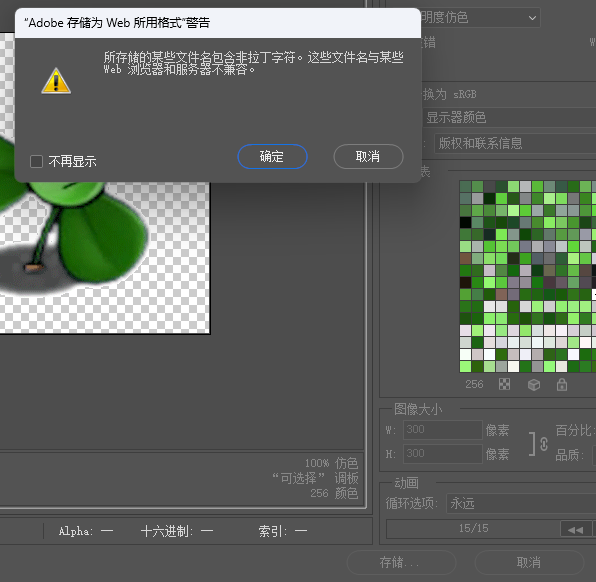 “Adobe 存储为 Web 所用格式”警告
所存储的某些文件名包含非拉丁字符。这些文件名与某些
Web 浏览器和服务器不兼容。
不再显示
确定
取消
明度仿色
换为 sRGB
显示器颜色
版权和联系信息
表
256
图像大小
W: 300 像素
H: 300 像素
百分比:
品质:
100% 仿色
“可选择” 调板
256 颜色
动画
循环选项: 永远
15/15
Alpha: — 十六进制: — 索引: —
存储... 取消